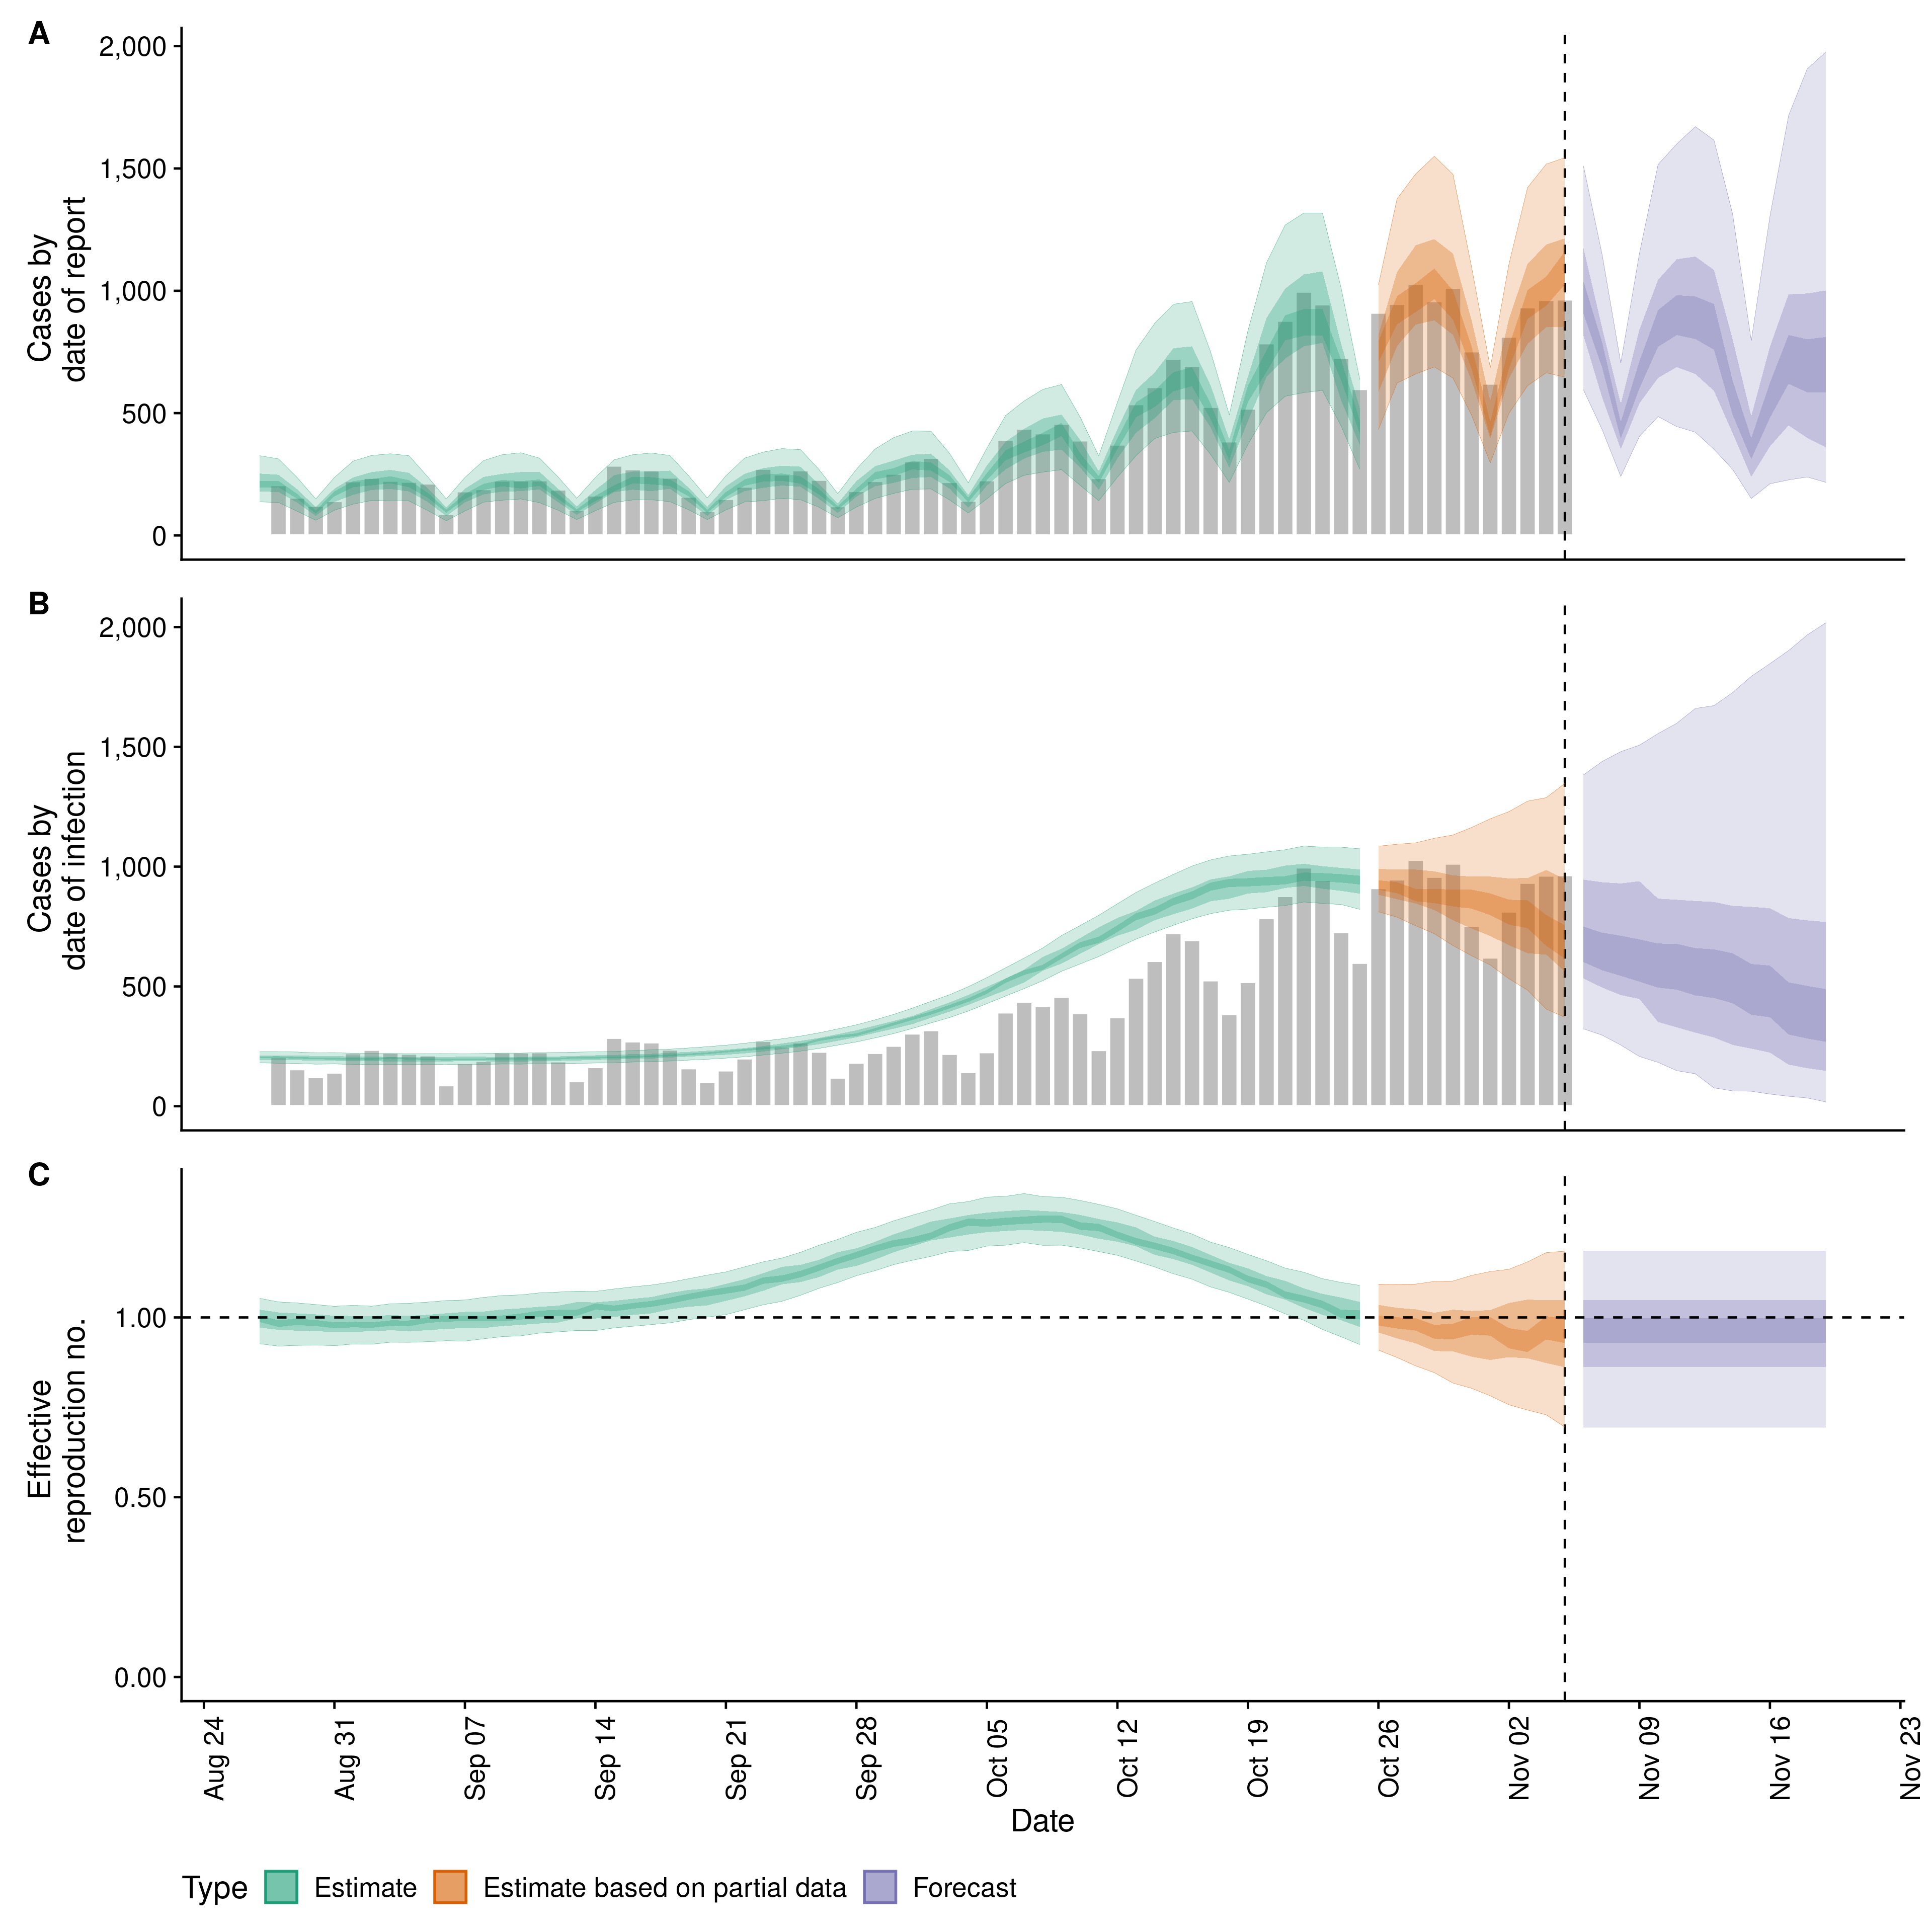 A
2,000
1,500
1,000
500
0
Cases by
date of report
B
2,000
1,500
1,000
500
0
Cases by
date of infection
C
1.00
0.50
0.00
Effective
reproduction no.
Aug 24
Aug 31
Sep 07
Sep 14
Sep 21
Sep 28
Oct 05
Oct 12
Oct 19
Oct 26
Nov 02
Nov 09
Nov 16
Nov 23
Date
Type Estimate Estimate based on partial data Forecast